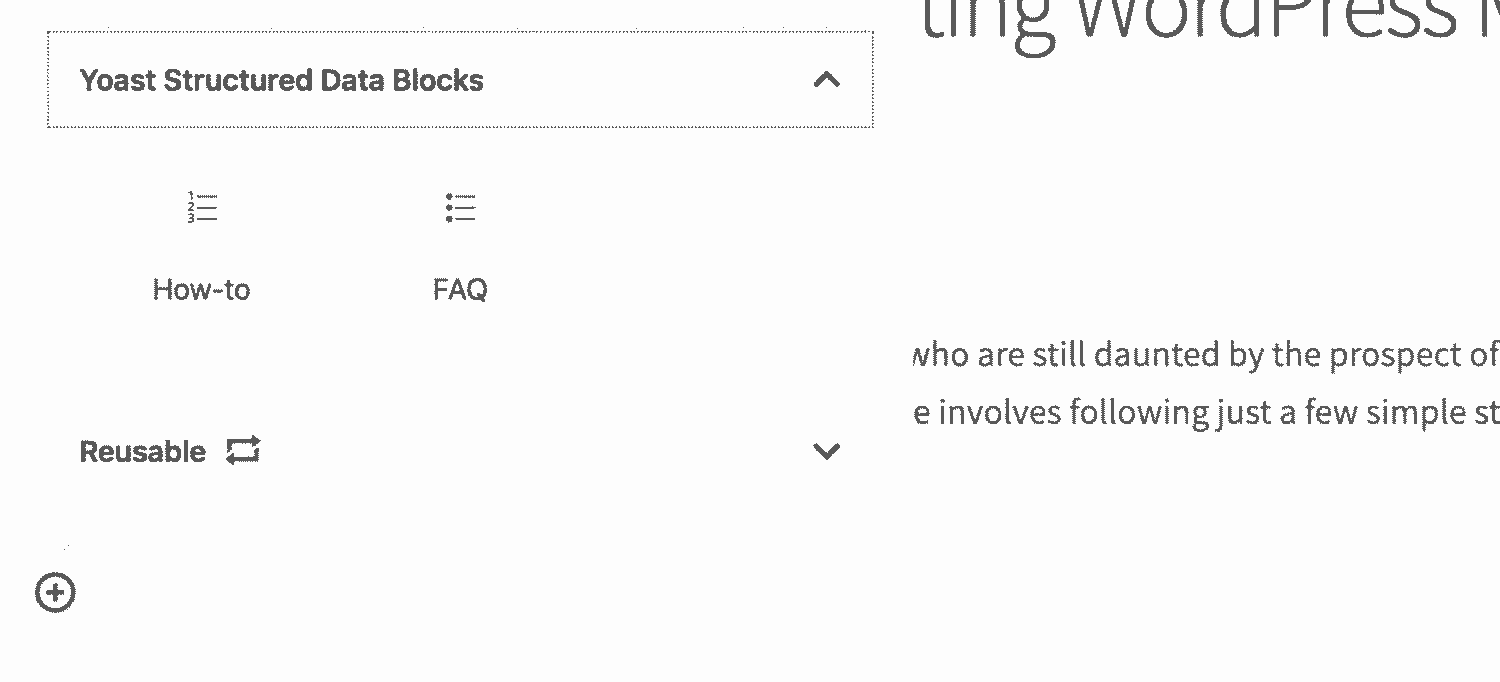 ting WordPress
Yoast Structured Data Blocks
How-to
FAQ
who are still daunted by the prospect of
e involves following just a few simple st
Reusable